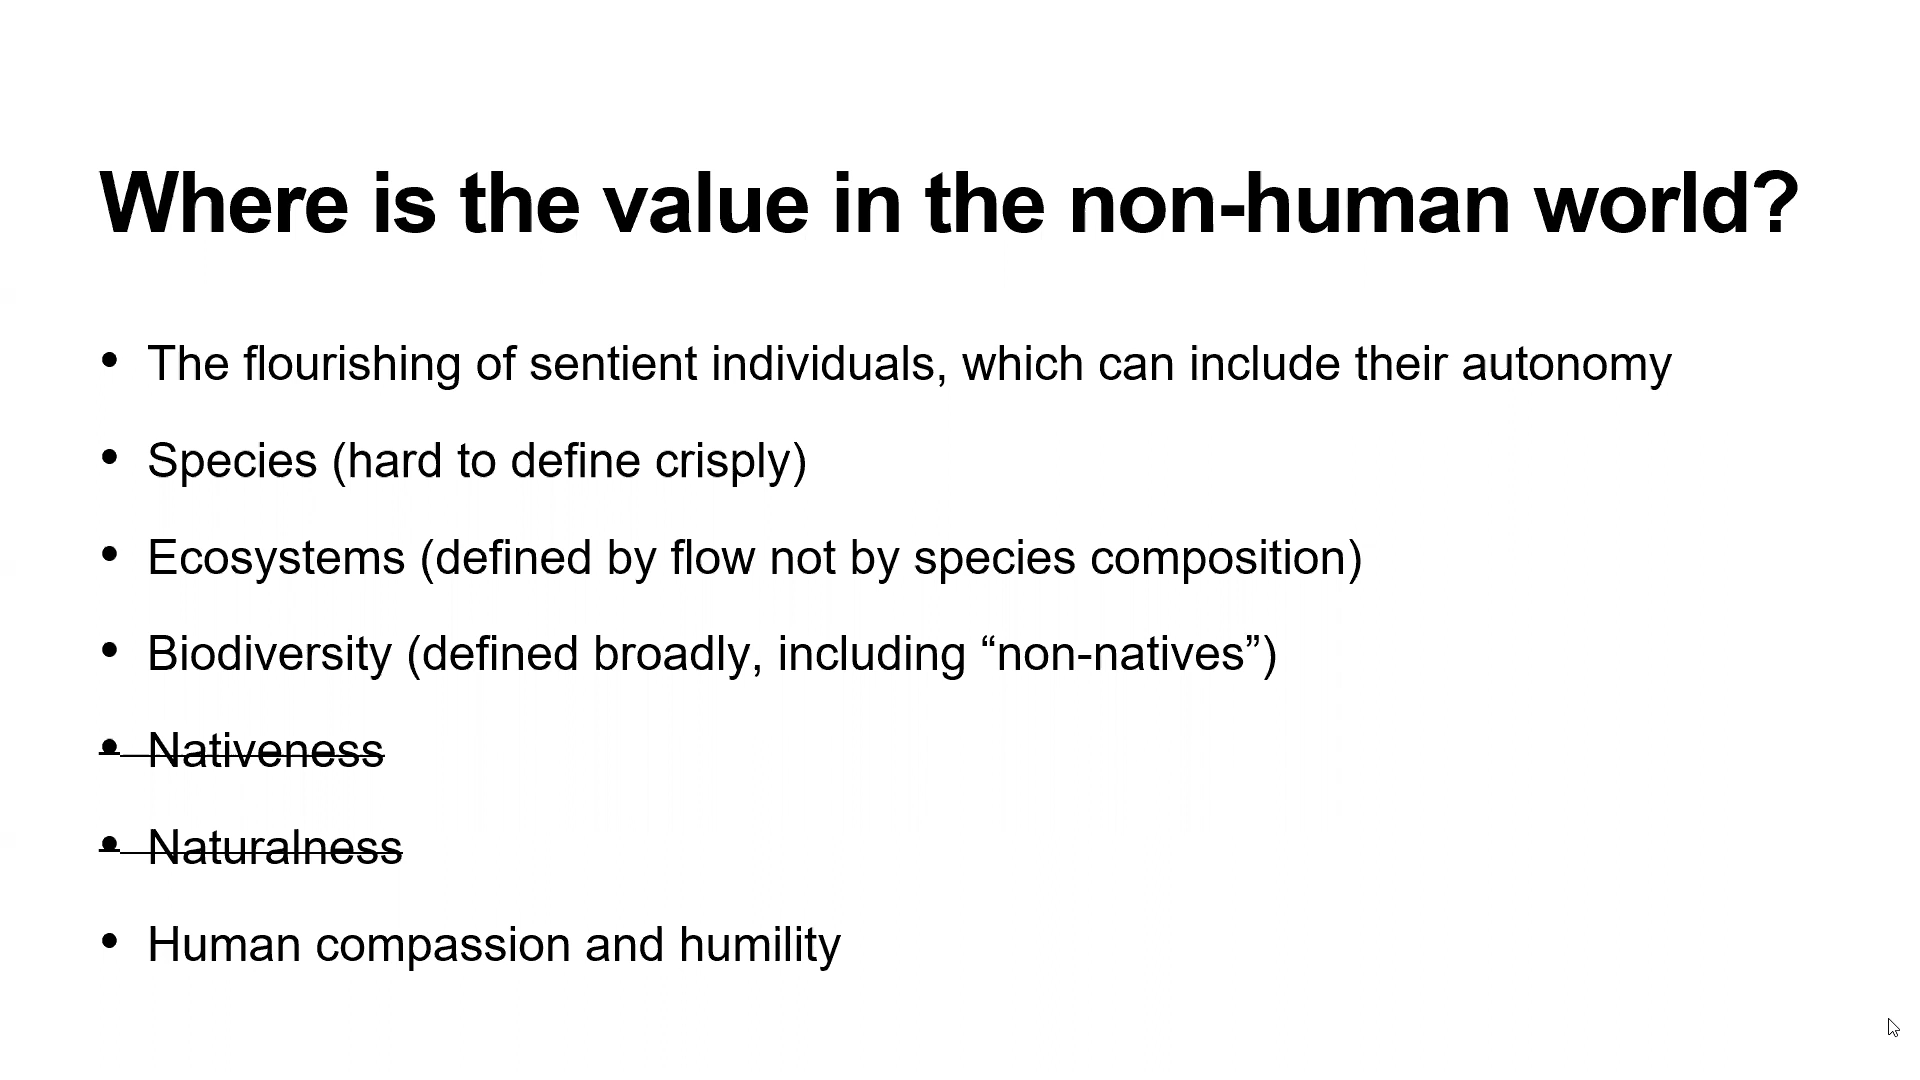 Where is the value in the non-human world?
• The flourishing of sentient individuals, which can include their autonomy
• Species (hard to define crisply)
• Ecosystems (defined by flow not by species composition)
• Biodiversity (defined broadly, including “non-natives”)
• Nativeness
• Naturalness
• Human compassion and humility